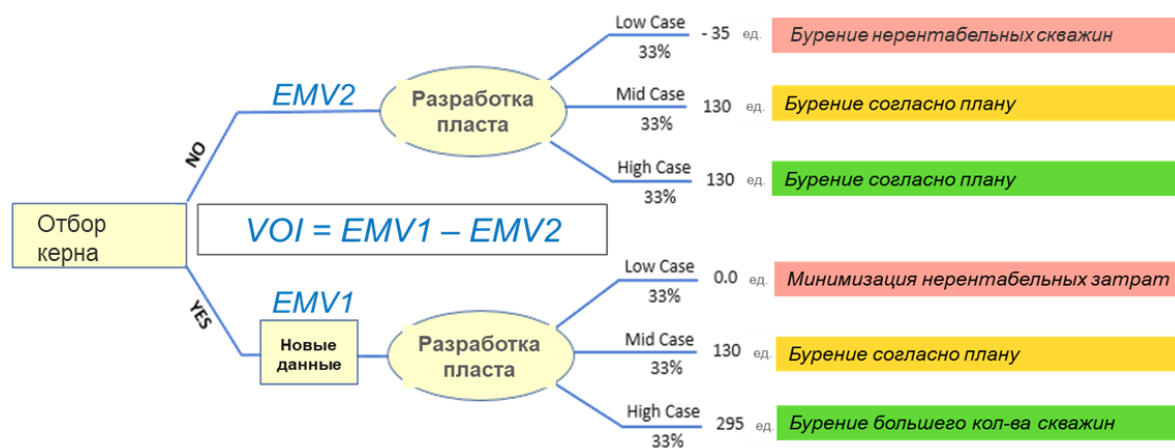 Low Case
33%
- 35 ед.
Бурение нерентабельных скважин
EMV2
Разработка
пласта
Mid Case
33%
130 ед.
Бурение согласно плану
NO
High Case
33%
130 ед.
Бурение согласно плану
Отбор
керна
VOI = EMV1 – EMV2
YES
EMV1
Новые
данные
Разработка
пласта
Low Case
33%
0.0 ед.
Минимизация нерентабельных затрат
Mid Case
33%
130 ед.
Бурение согласно плану
High Case
33%
295 ед.
Бурение большего кол-ва скважин